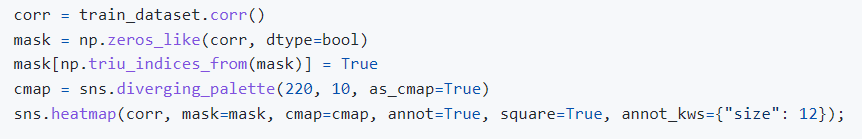 corr = train_dataset.corr()
mask = np.zeros_like(corr, dtype=bool)
mask[np.triu_indices_from(mask)] = True
cmap = sns.diverging_palette(220, 10, as_cmap=True)
sns.heatmap(corr, mask=mask, cmap=cmap, annot=True, square=True, annot_kws={"size": 12});